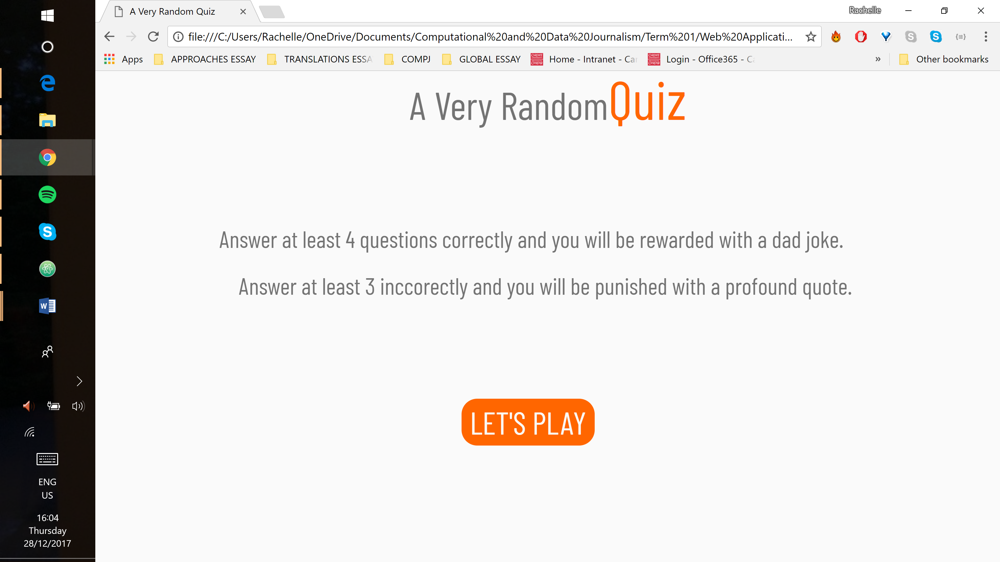 A Very Random Quiz
Rachelle
file:///C:/Users/Rachelle/OneDrive/Documents/Computational%20and%20Data%20Journalism/Term%201/Web%20Applicati...
Apps APPROACHES ESSAY TRANSLATIONS ESSA COMPJ GLOBAL ESSAY Home - Intranet - Car Login - Office365 - Ca » Other bookmarks
A Very Random Quiz
Answer at least 4 questions correctly and you will be rewarded with a dad joke.
Answer at least 3 inccorectly and you will be punished with a profound quote.
LET'S PLAY
ENG
US
16:04
Thursday
28/12/2017